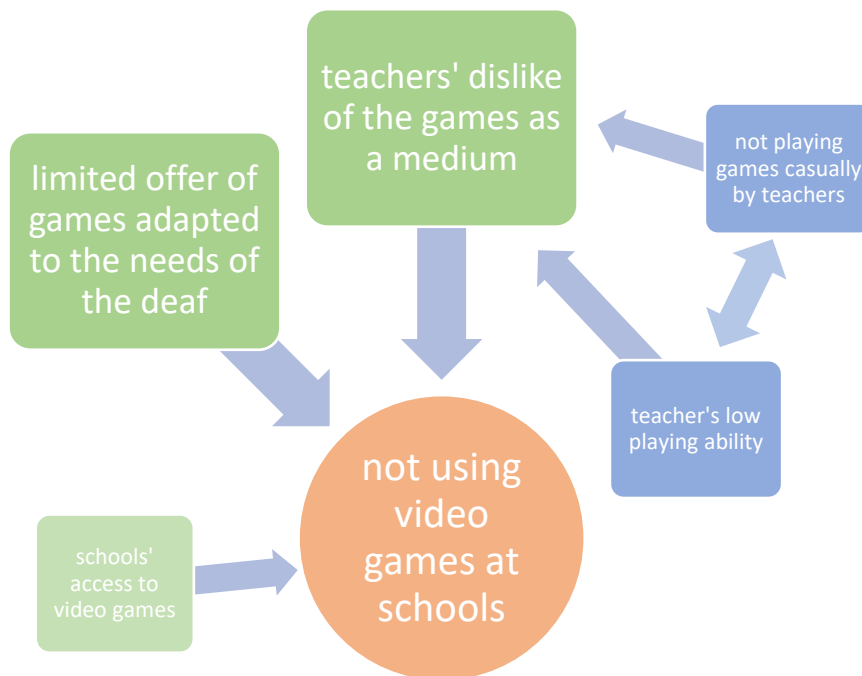 teachers' dislike
of the games as
a medium
not playing
games casually
by teachers
limited offer of
games adapted
to the needs of
the deaf
teacher's low
playing ability
not using
video
games at
schools
schools'
access to
video games